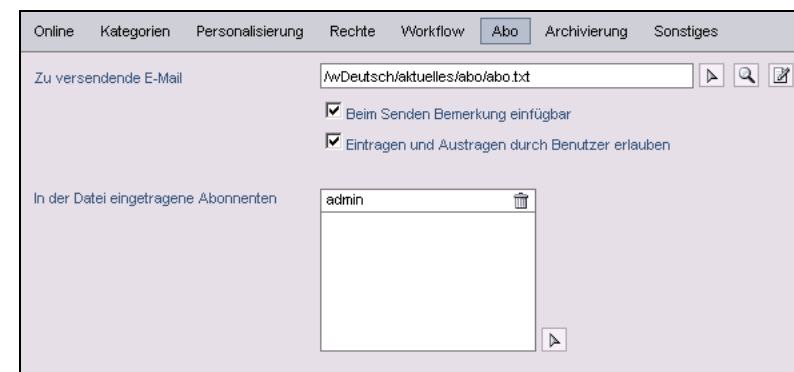 Online Kategorien Personalisierung Rechte Workflow Abo Archivierung Sonstiges
Zu versendende E-Mail /wDeutsch/aktuelles/abo/abo.txt
Beim Senden Bemerkung einfügbar
Eintragen und Austragen durch Benutzer erlauben
In der Datei eingetragene Abonnenten admin